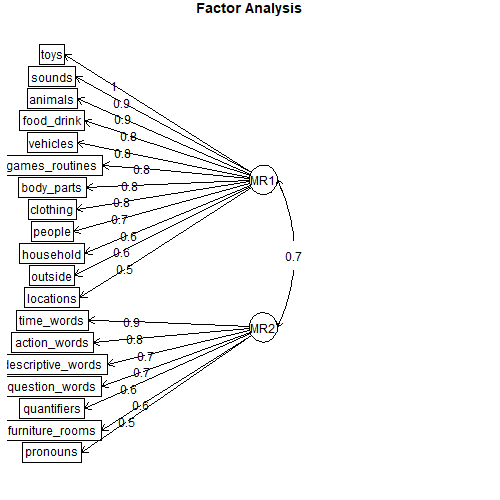 Factor Analysis
toys
sounds
animals
food_drink
vehicles
games_routines
body_parts
clothing
people
household
outside
locations
time_words
action_words
descriptive_words
question_words
quantifiers
furniture_rooms
pronouns
1
0.9
0.9
0.8
0.8
0.8
0.8
0.8
0.7
0.6
0.6
0.5
0.9
0.8
0.7
0.7
0.6
0.6
0.5
MR1
MR2
0.7